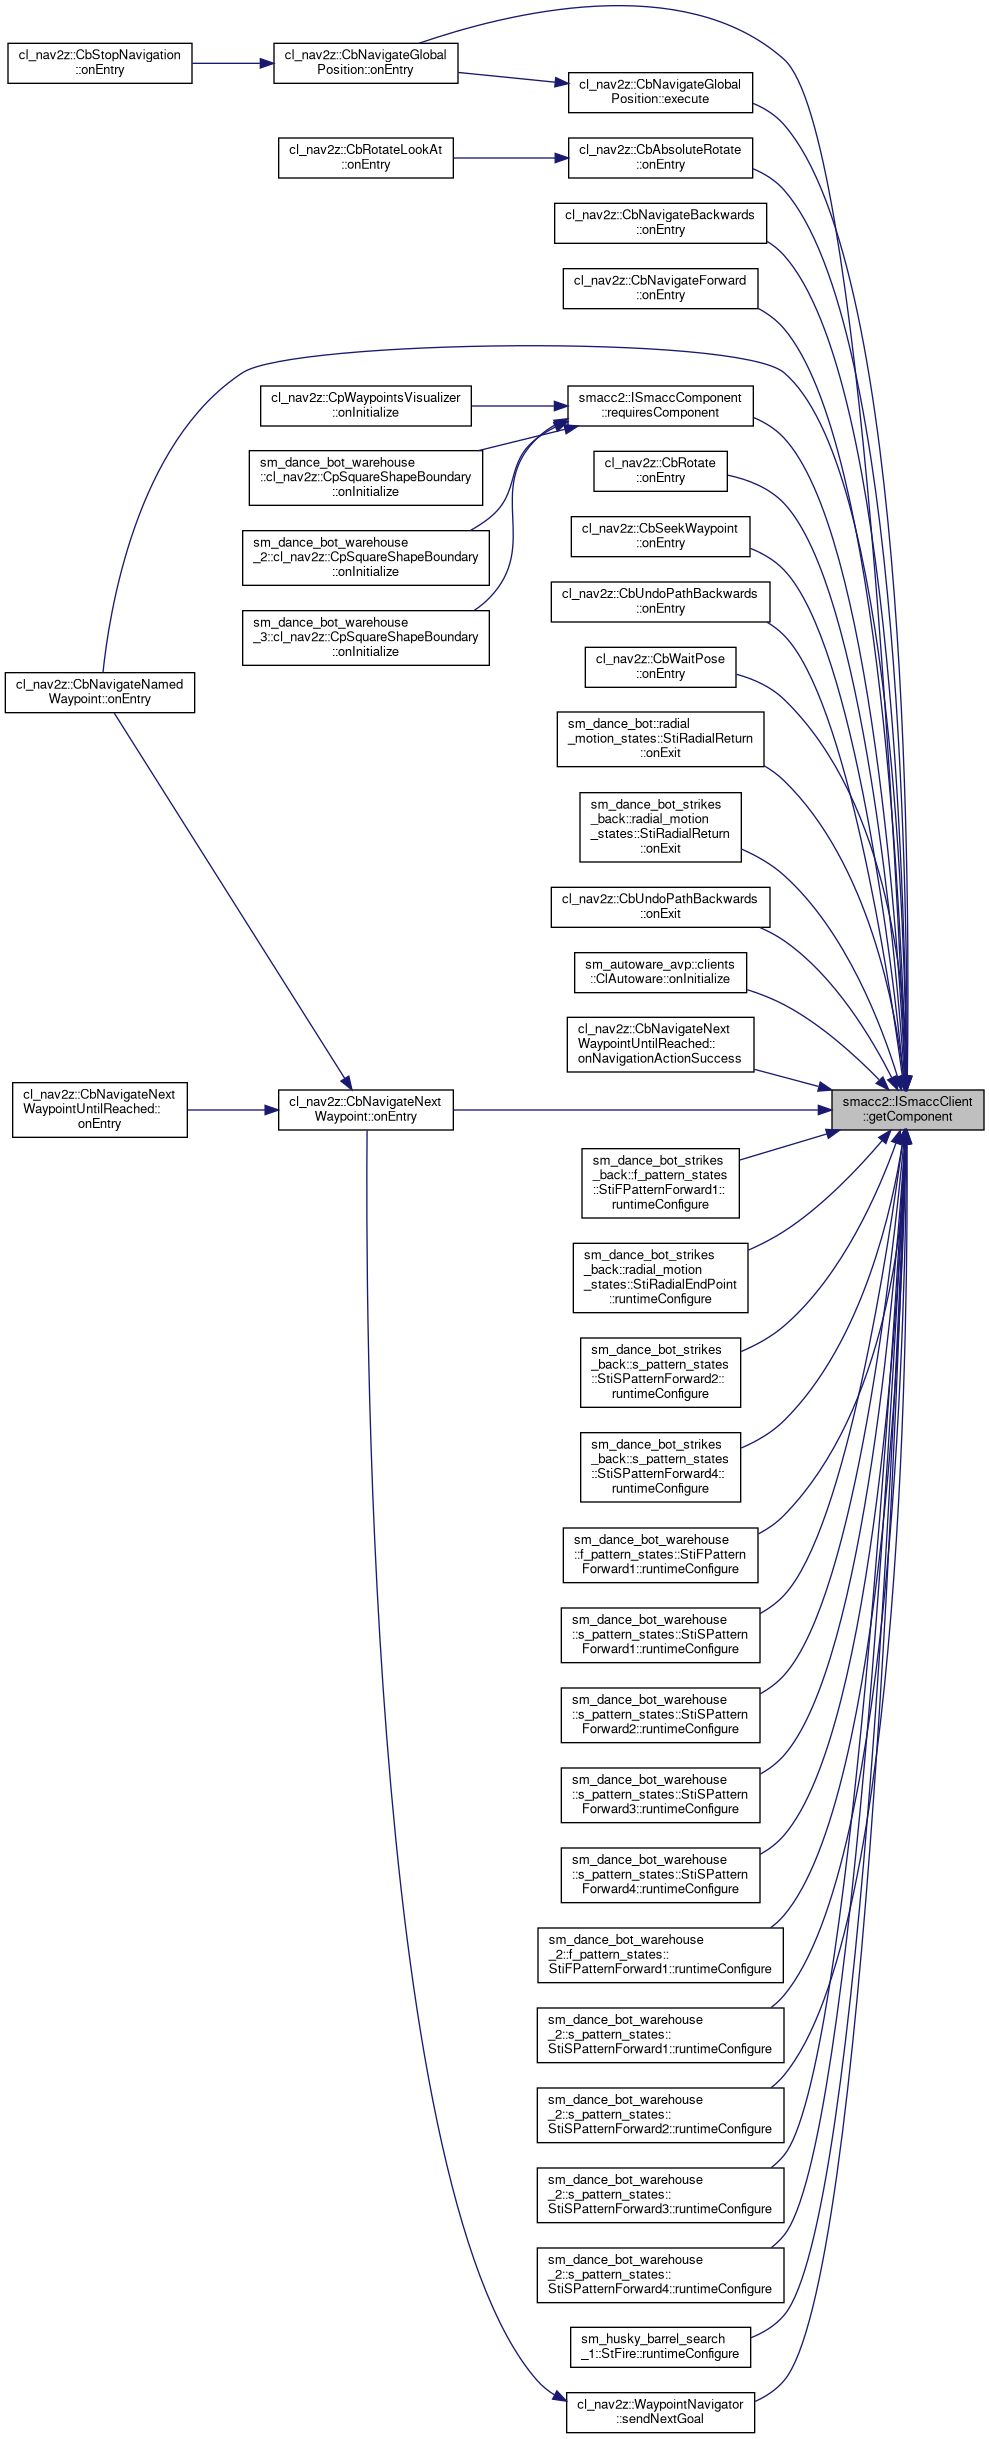 cl_nav2z::CbStopNavigation
::onEntry
cl_nav2z::CbNavigateGlobal
Position::onEntry
cl_nav2z::CbNavigateGlobal
Position::execute
cl_nav2z::CbRotateLookAt
::onEntry
cl_nav2z::CbAbsoluteRotate
::onEntry
cl_nav2z::CbNavigateBackwards
::onEntry
cl_nav2z::CbNavigateForward
::onEntry
cl_nav2z::CpWaypointsVisualizer
::onInitialize
smacc2::ISmaccComponent
::requiresComponent
sm_dance_bot_warehouse
::cl_nav2z::CpSquareShapeBoundary
::onInitialize
cl_nav2z::CbRotate
::onEntry
sm_dance_bot_warehouse
_2::cl_nav2z::CpSquareShapeBoundary
::onInitialize
cl_nav2z::CbSeekWaypoint
::onEntry
cl_nav2z::CbUndoPathBackwards
::onEntry
sm_dance_bot_warehouse
_3::cl_nav2z::CpSquareShapeBoundary
::onInitialize
cl_nav2z::CbNavigateNamed
Waypoint::onEntry
cl_nav2z::CbWaitPose
::onEntry
sm_dance_bot::radial
_motion_states::StiRadialReturn
::onExit
sm_dance_bot_strikes
_back::radial_motion
_states::StiRadialReturn
::onExit
cl_nav2z::CbUndoPathBackwards
::onExit
sm_autoware_avp::clients
::ClAutoware::onInitialize
cl_nav2z::CbNavigateNext
WaypointUntilReached::
onNavigationActionSuccess
cl_nav2z::CbNavigateNext
WaypointUntilReached::
onEntry
cl_nav2z::CbNavigateNext
Waypoint::onEntry
smacc2::ISmaccClient
::getComponent
sm_dance_bot_strikes
_back::f_pattern_states
::StiFPatternForward1::
runtimeConfigure
sm_dance_bot_strikes
_back::radial_motion
_states::StiRadialEndPoint
::runtimeConfigure
sm_dance_bot_strikes
_back::s_pattern_states
::StiSPatternForward2::
runtimeConfigure
sm_dance_bot_strikes
_back::s_pattern_states
::StiSPatternForward4::
runtimeConfigure
sm_dance_bot_warehouse
::f_pattern_states::StiFPattern
Forward1::runtimeConfigure
sm_dance_bot_warehouse
::s_pattern_states::StiSPattern
Forward1::runtimeConfigure
sm_dance_bot_warehouse
::s_pattern_states::StiSPattern
Forward2::runtimeConfigure
sm_dance_bot_warehouse
::s_pattern_states::StiSPattern
Forward3::runtimeConfigure
sm_dance_bot_warehouse
::s_pattern_states::StiSPattern
Forward4::runtimeConfigure
sm_dance_bot_warehouse
_2::f_pattern_states::
StiFPatternForward1::runtimeConfigure
sm_dance_bot_warehouse
_2::s_pattern_states::
StiSPatternForward1::runtimeConfigure
sm_dance_bot_warehouse
_2::s_pattern_states::
StiSPatternForward2::runtimeConfigure
sm_dance_bot_warehouse
_2::s_pattern_states::
StiSPatternForward3::runtimeConfigure
sm_dance_bot_warehouse
_2::s_pattern_states::
StiSPatternForward4::runtimeConfigure
sm_husky_barrel_search
_1::StFire::runtimeConfigure
cl_nav2z::WaypointNavigator
::sendNextGoal